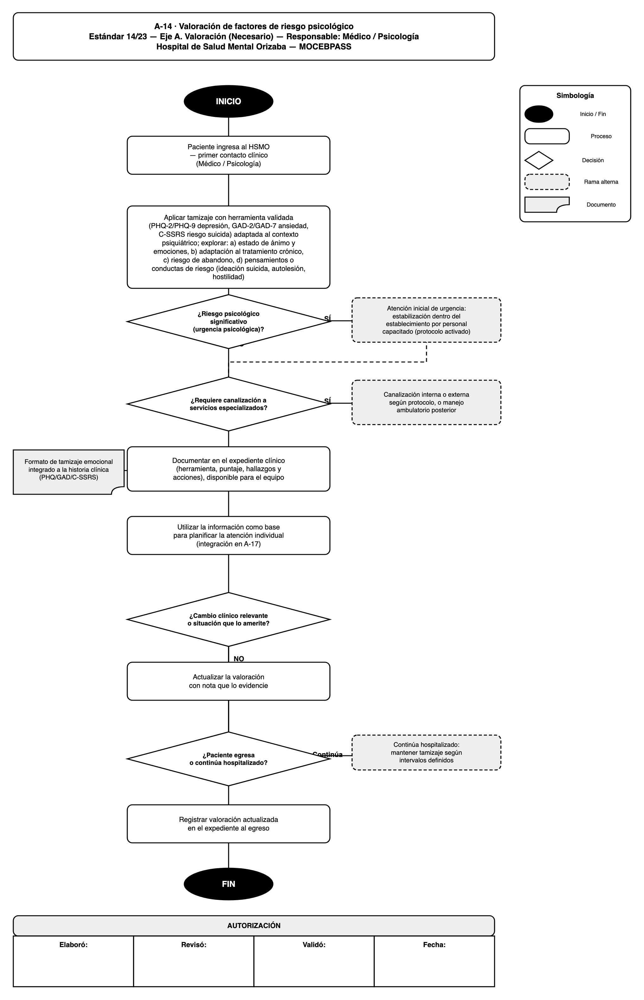 A-14 · Valoración de factores de riesgo psicológico
Estándar 14/23 — Eje A. Valoración (Necesario) — Responsable: Médico / Psicología
Hospital de Salud Mental Orizaba — MOCEBPASS
Simbología
Inicio / Fin
Proceso
Decisión
Rama alterna
Documento
INICIO
Paciente ingresa al HSMO
— primer contacto clínico
(Médico / Psicología)
Aplicar tamizaje con herramienta validada
(PHQ-2/PHQ-9 depresión, GAD-2/GAD-7 ansiedad,
C-SSRS riesgo suicida) adaptada al contexto
psiquiátrico; explorar: a) estado de ánimo y
emociones, b) adaptación al tratamiento crónico,
c) riesgo de abandono, d) pensamientos o
conductas de riesgo (ideación suicida, autolesión,
hostilidad)
¿Riesgo psicológico
significativo
(urgencia psicológica)?
SÍ
Atención inicial de urgencia:
estabilización dentro del
establecimiento por personal
capacitado (protocolo activado)
¿Requiere canalización a
servicios especializados?
SÍ
Canalización interna o externa
según protocolo, o manejo
ambulatorio posterior
Formato de tamizaje emocional
integrado a la historia clínica
(PHQ/GAD/C-SSRS)
Documentar en el expediente clínico
(herramienta, puntaje, hallazgos y
acciones), disponible para el equipo
Utilizar la información como base
para planificar la atención individual
(integración en A-17)
¿Cambio clínico relevante
o situación que lo amerite?
NO
Actualizar la valoración
con nota que lo evidencie
¿Paciente egresa
o continúa hospitalizado?
Continúa
Continúa hospitalizado:
mantener tamizaje según
intervalos definidos
Registrar valoración actualizada
en el expediente al egreso
FIN
AUTORIZACIÓN
Elaboró:
Revisó:
Validó:
Fecha: